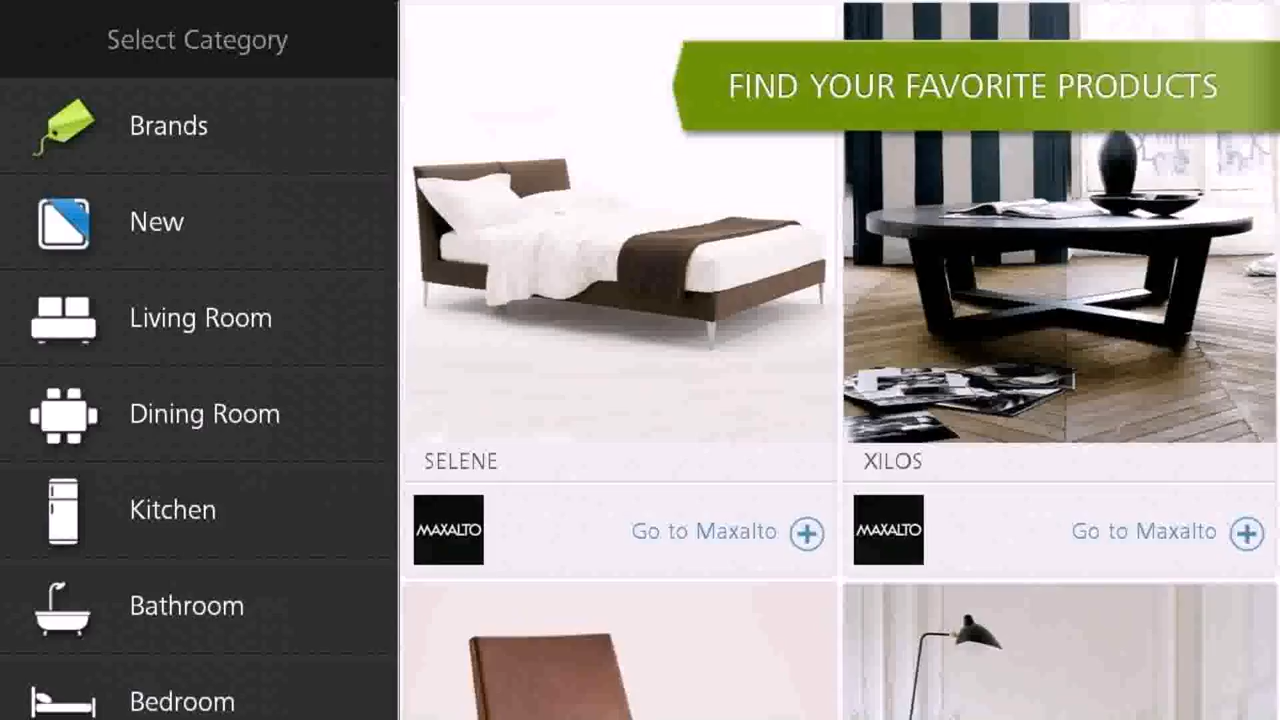 Select Category
Brands
New
Living Room
Dining Room
Kitchen
Bathroom
Bedroom
FIND YOUR FAVORITE PRODUCTS
SELENE
MAXALTO
Go to Maxalto
XILOS
MAXALTO
Go to Maxalto